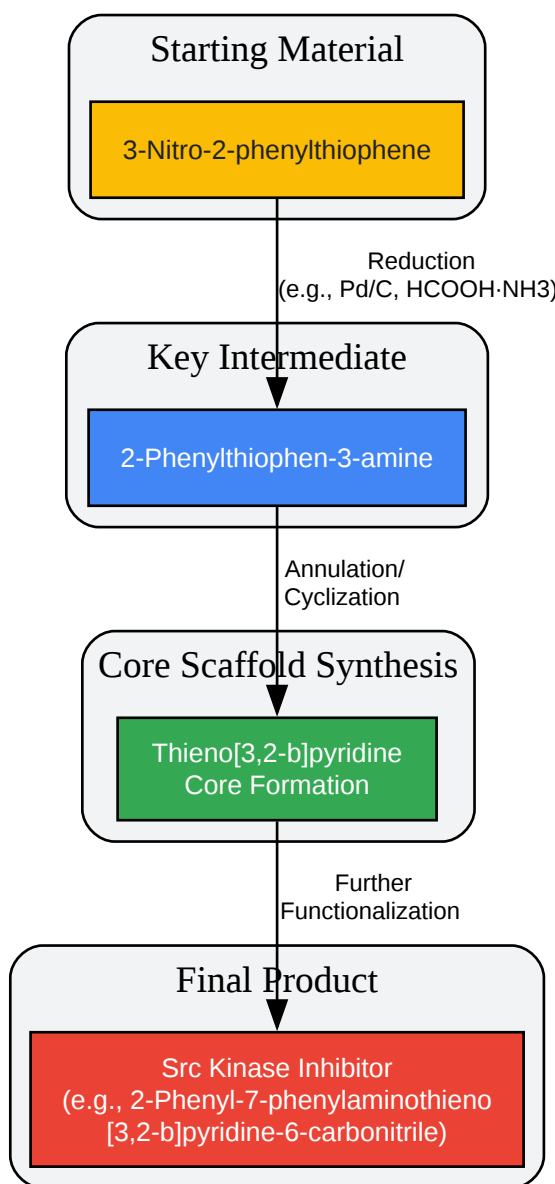 Starting Material
3-Nitro-2-phenylthiophene
Reduction
(e.g., Pd/C, HCOOH·NH3)
Key Intermediate
2-Phenylthiophen-3-amine
Annulation/
Cyclization
Core Scaffold Synthesis
Thieno[3,2-b]pyridine
Core Formation
Further
Functionalization
Final Product
Src Kinase Inhibitor
(e.g., 2-Phenyl-7-phenylaminothieno
[3,2-b]pyridine-6-carbonitrile)